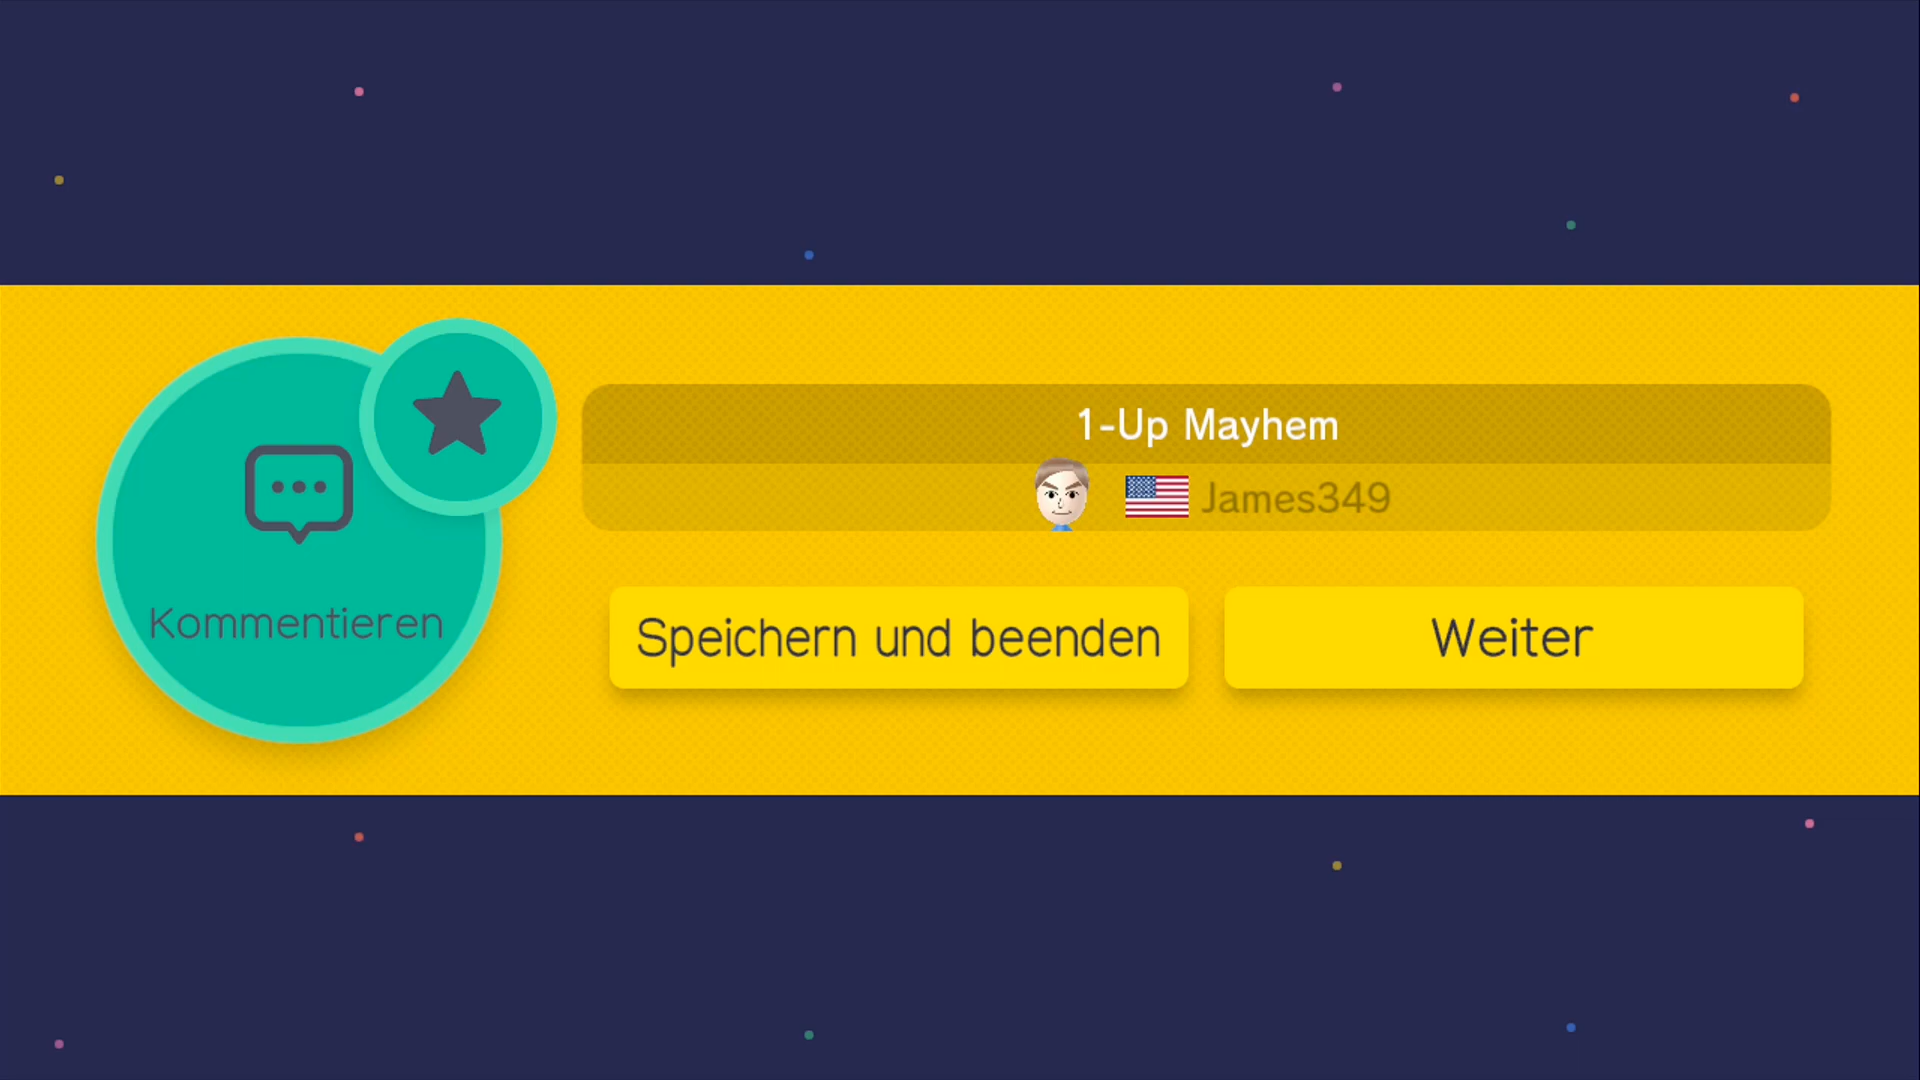 1-Up Mayhem
James349
Kommentieren
Speichern und beenden
Weiter